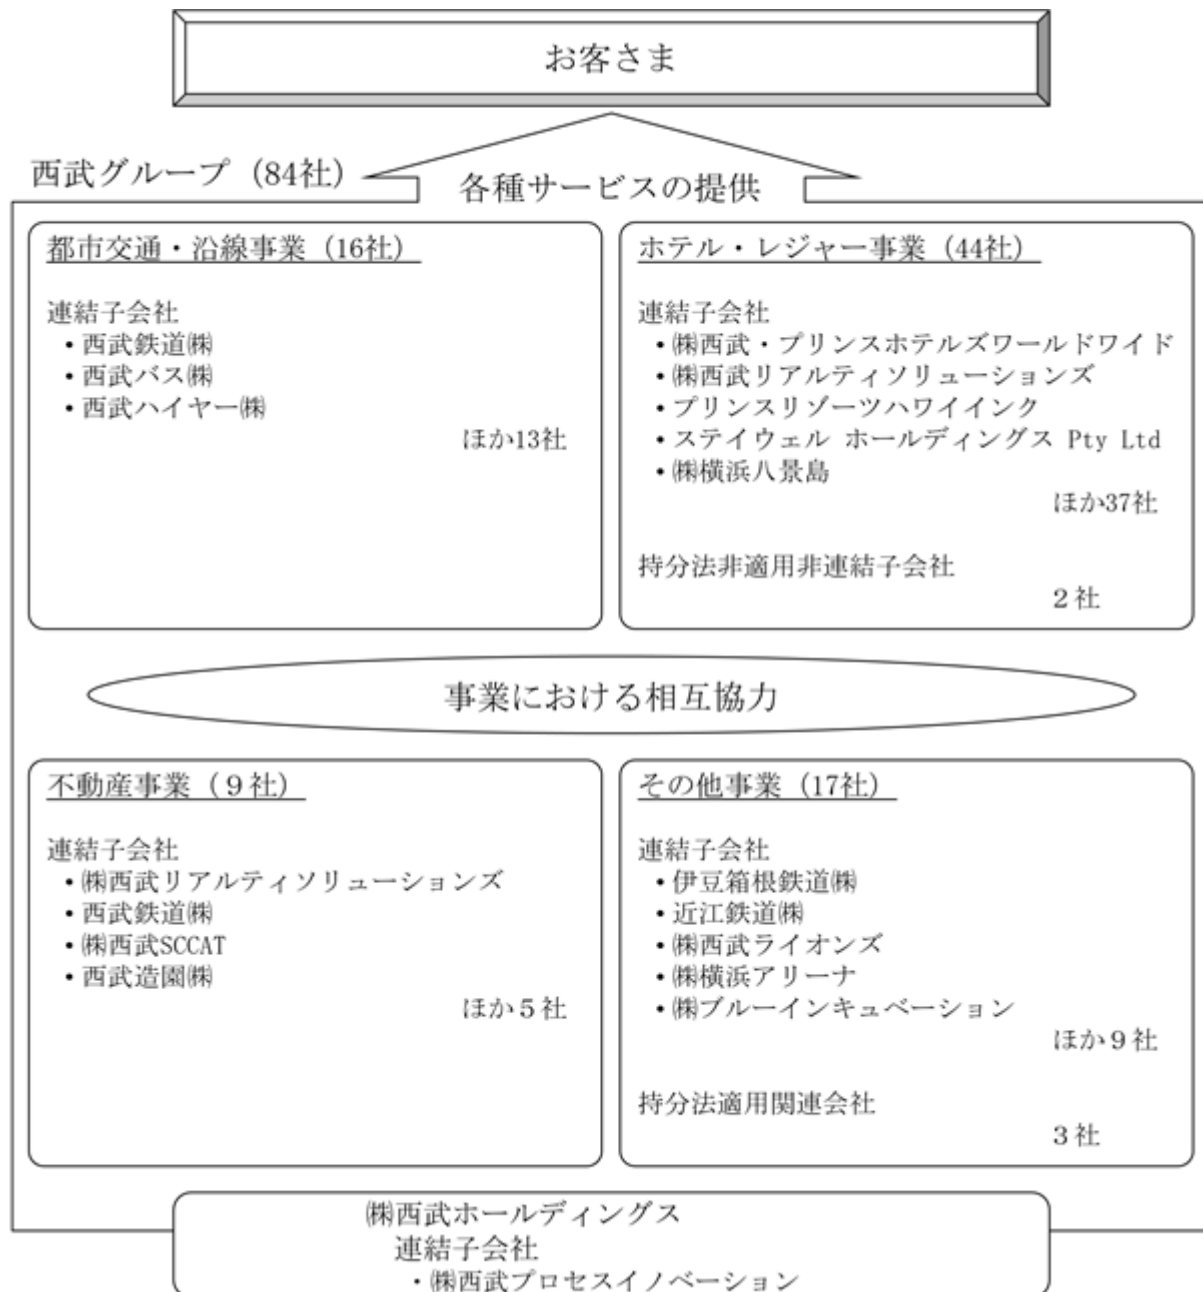 お客さま
西武グループ（84社）
各種サービスの提供
都市交通・沿線事業（16社）
連結子会社
・西武鉄道㈱
・西武バス㈱
・西武ハイヤー㈱
ほか13社
ホテル・レジャー事業（44社）
連結子会社
・㈱西武・プリンスホテルズワールドワイド
・㈱西武リアルティソリューションズ
・プリンスリゾーツハワイインク
・ステイウェル ホールディングス Pty Ltd
・㈱横浜八景島
ほか37社
持分法非適用非連結子会社
２社
事業における相互協力
不動産事業（９社）
連結子会社
・㈱西武リアルティソリューションズ
・西武鉄道㈱
・㈱西武SCCAT
・西武造園㈱
ほか５社
その他事業（17社）
連結子会社
・伊豆箱根鉄道㈱
・近江鉄道㈱
・㈱西武ライオンズ
・㈱横浜アリーナ
・㈱ブルーインキュベーション
ほか９社
持分法適用関連会社
３社
㈱西武ホールディングス
連結子会社
・㈱西武プロセスイノベーション